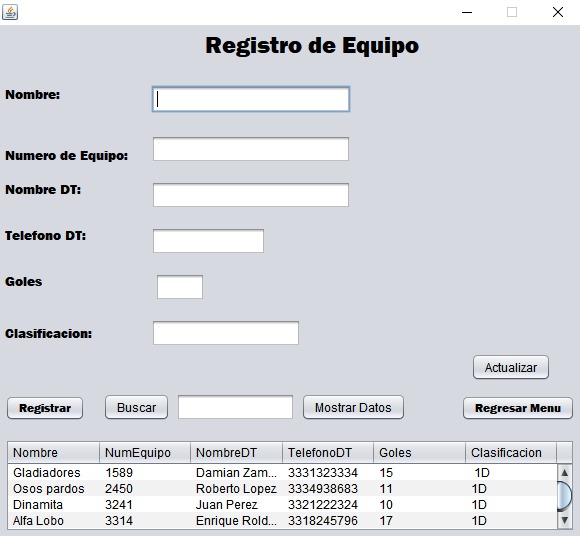 Registro de Equipo
Nombre:
Numero de Equipo:
Nombre DT:
Telefono DT:
Goles
Clasificacion:
Actualizar
Registrar Buscar Mostrar Datos Regresar Menu
Nombre NumEquipo NombreDT TelefonoDT Goles Clasificacion
Gladiadores 1589 Damian Zam... 3331323334 15 1D
Osos pardos 2450 Roberto Lopez 3334938683 11 1D
Dinamita 3241 Juan Perez 3321222324 10 1D
Alfa Lobo 3314 Enrique Rold... 3318245796 17 1D